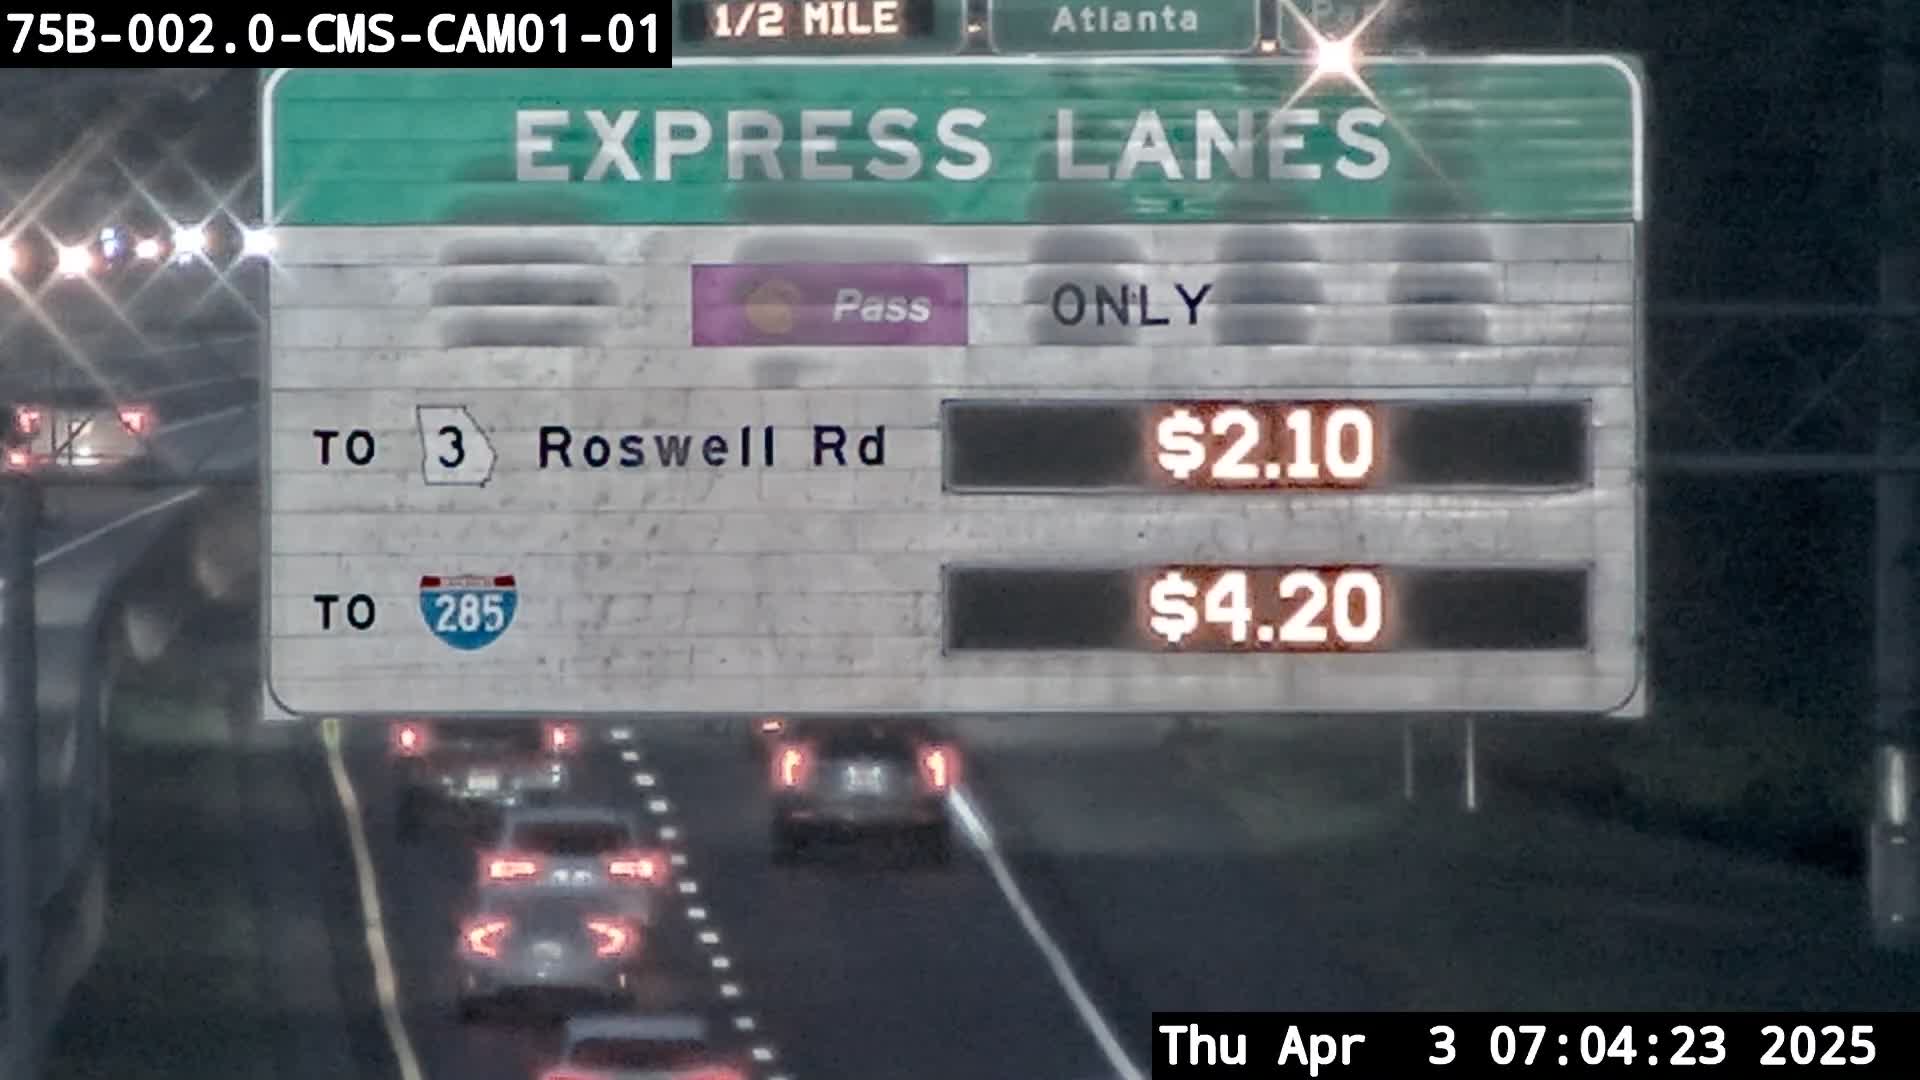 75B-002.0-CMS-CAM01-01
1/2 MILE
Atlanta
EXPRESS LANES
Pass ONLY
TO 3 Roswell Rd $2.10
TO 285 $4.20
Thu Apr 3 07:04:23 2025